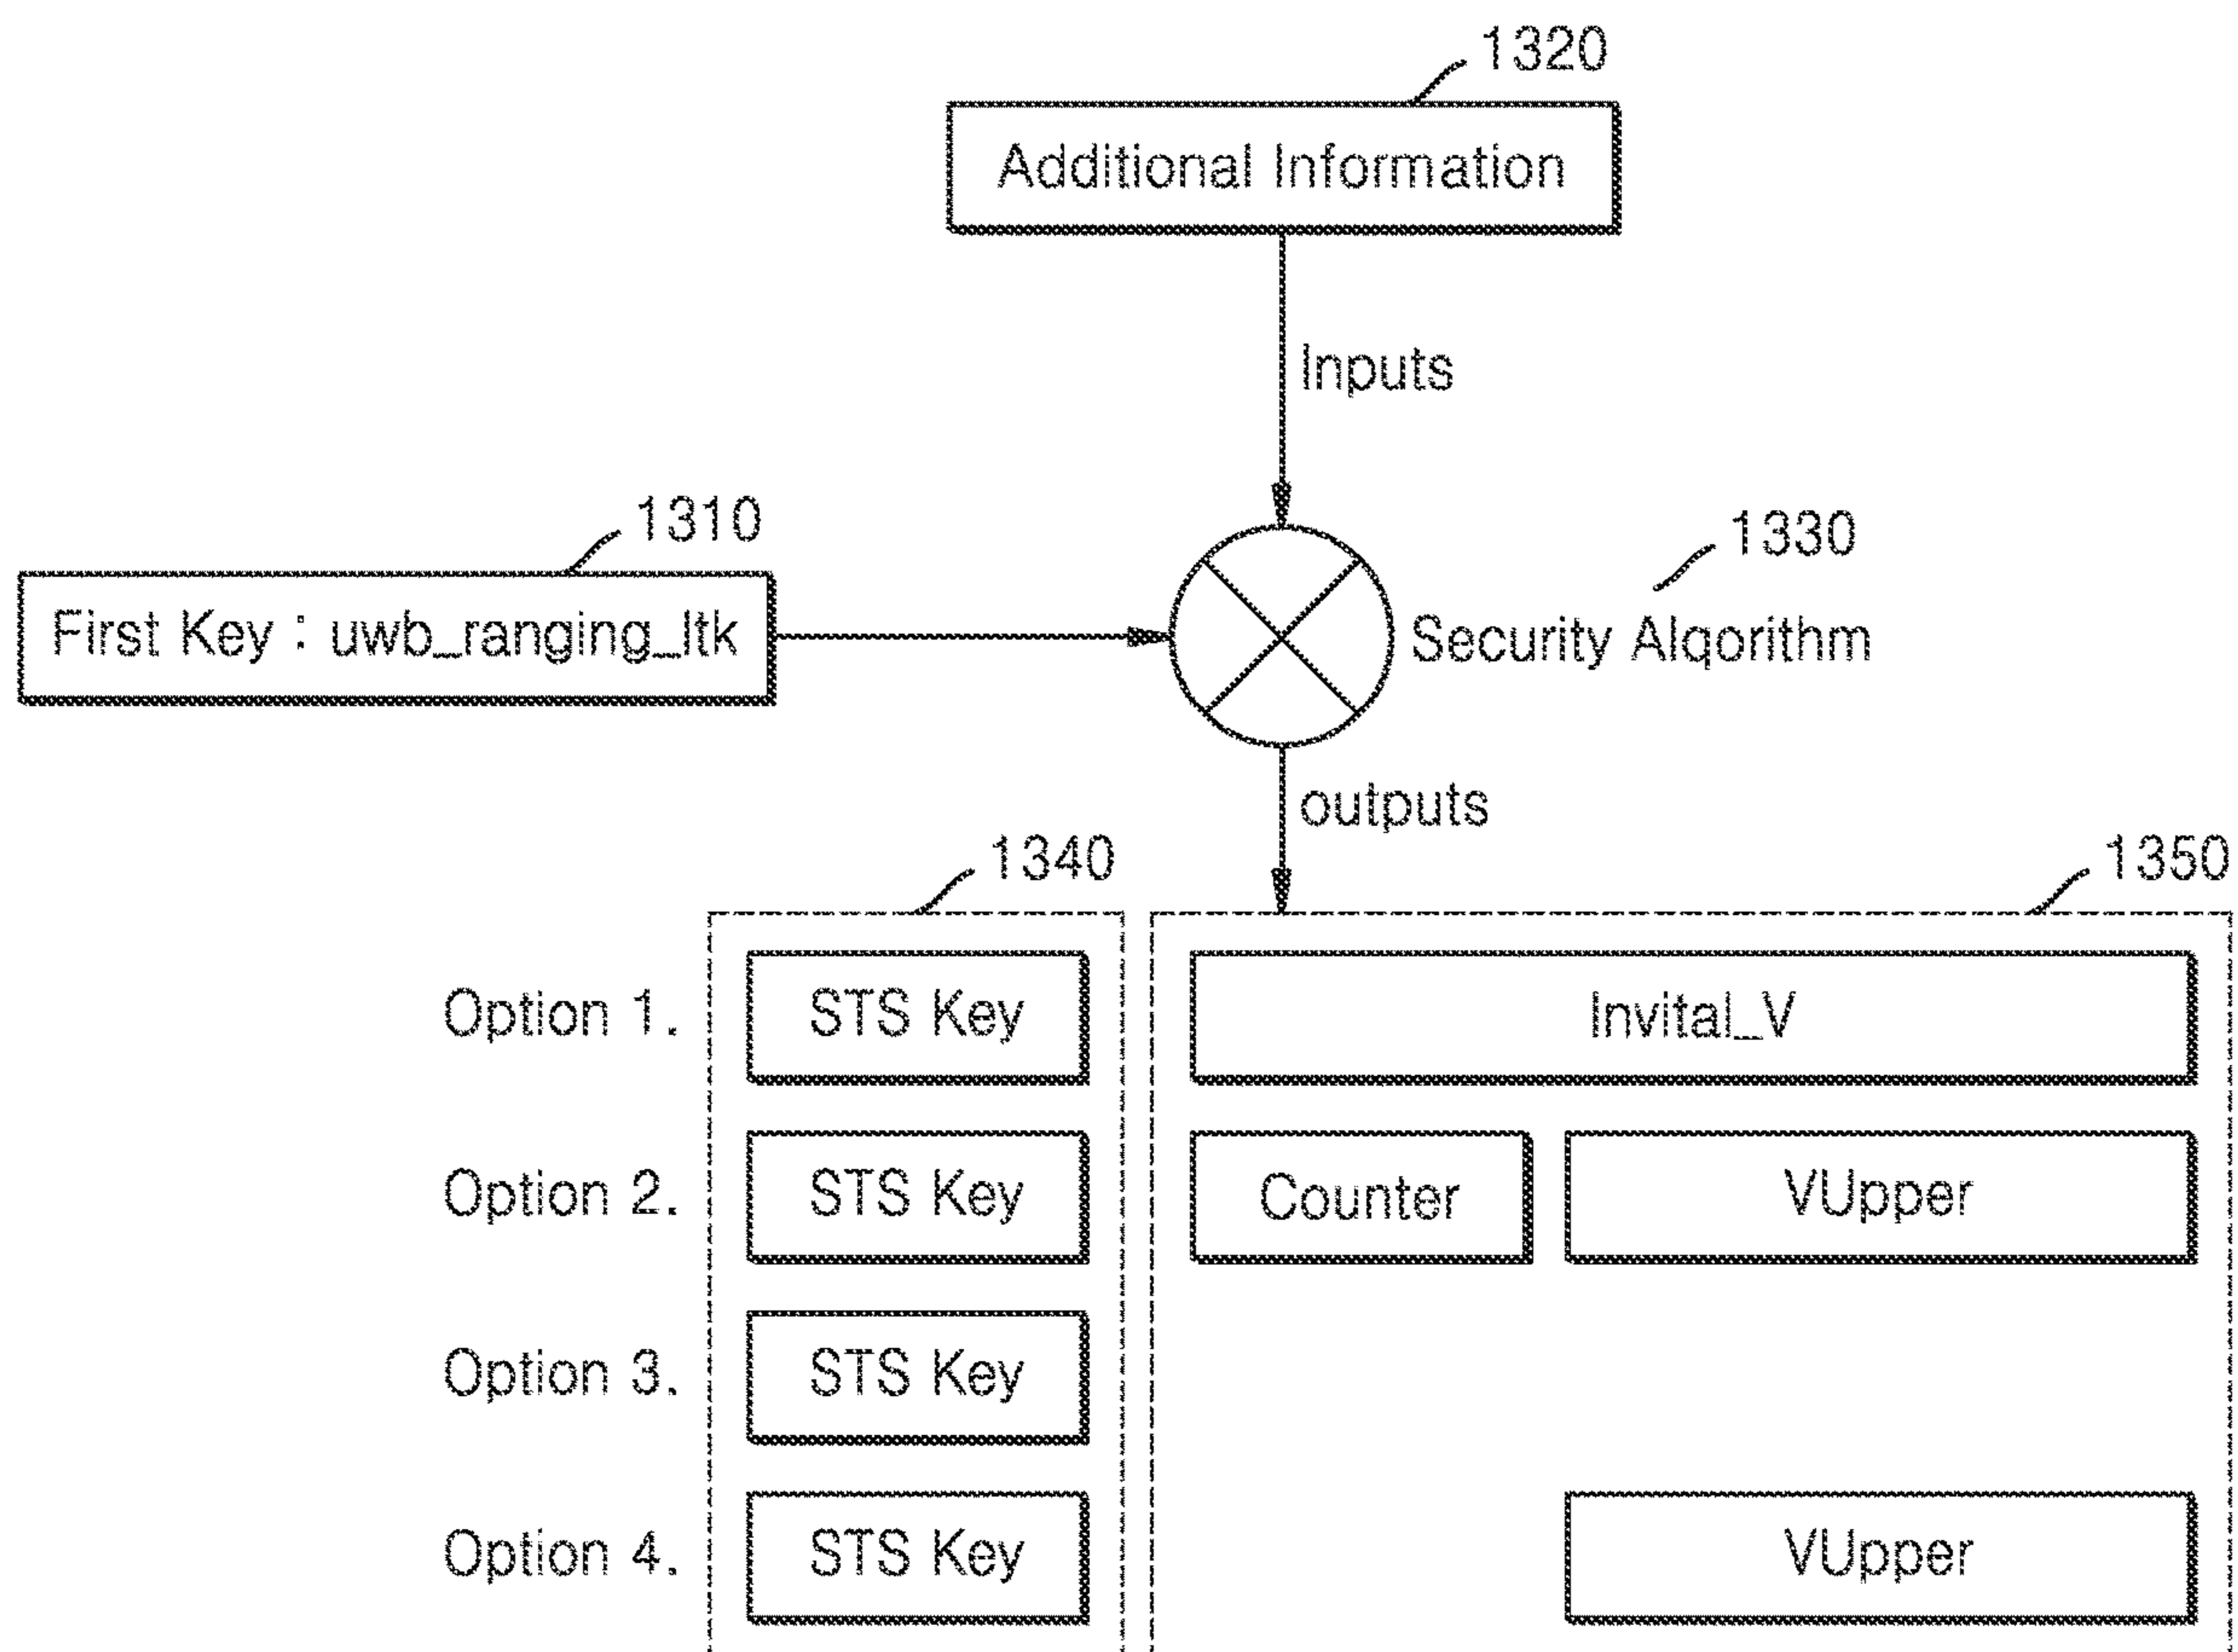 1320
Additional Information
Inputs
1310
1330
First Key : uwb_ranging_ltk
Security Alqorithm
outputs
1340
1350
Option 1.
STS Key
Invital_V
Option 2.
STS Key
Counter
VUpper
Option 3.
STS Key
Option 4.
STS Key
VUpper